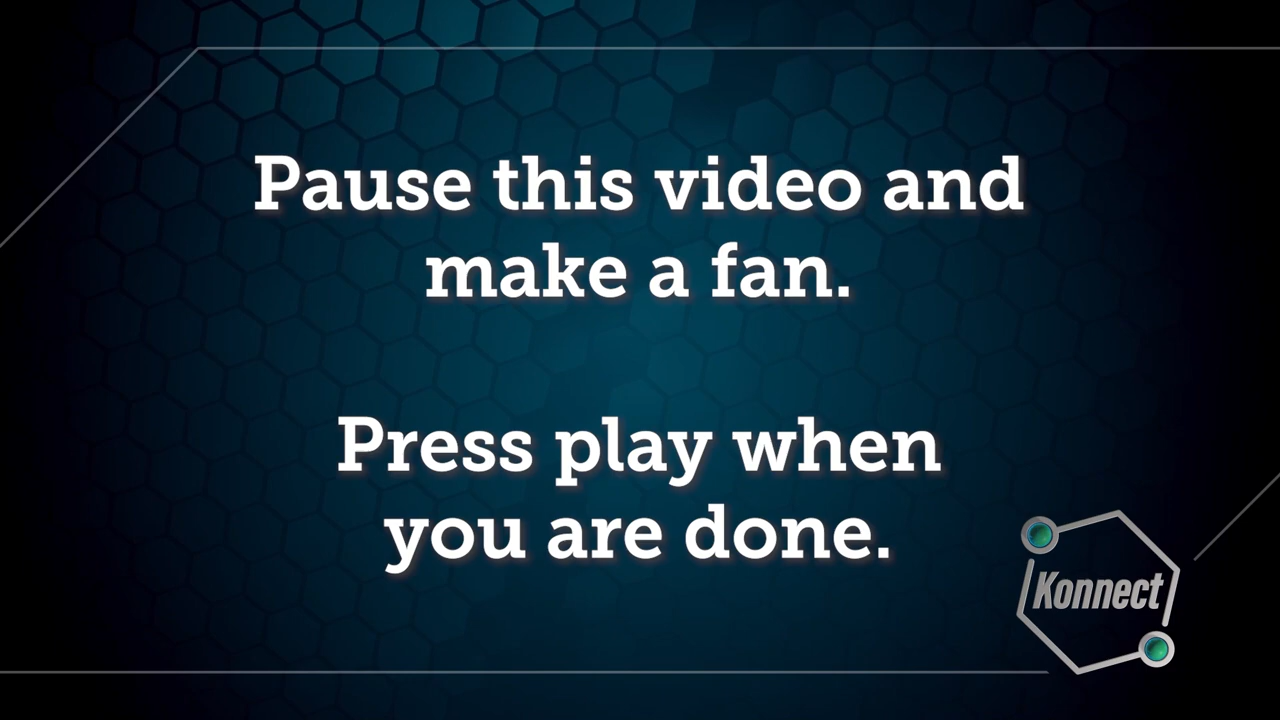 Pause this video and
make a fan.
Press play when
you are done.
Konnect